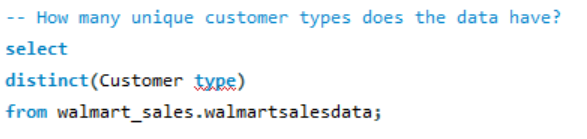 -- How many unique customer types does the data have?
select
distinct(Customer type)
from walmart_sales.walmartsalesdata;